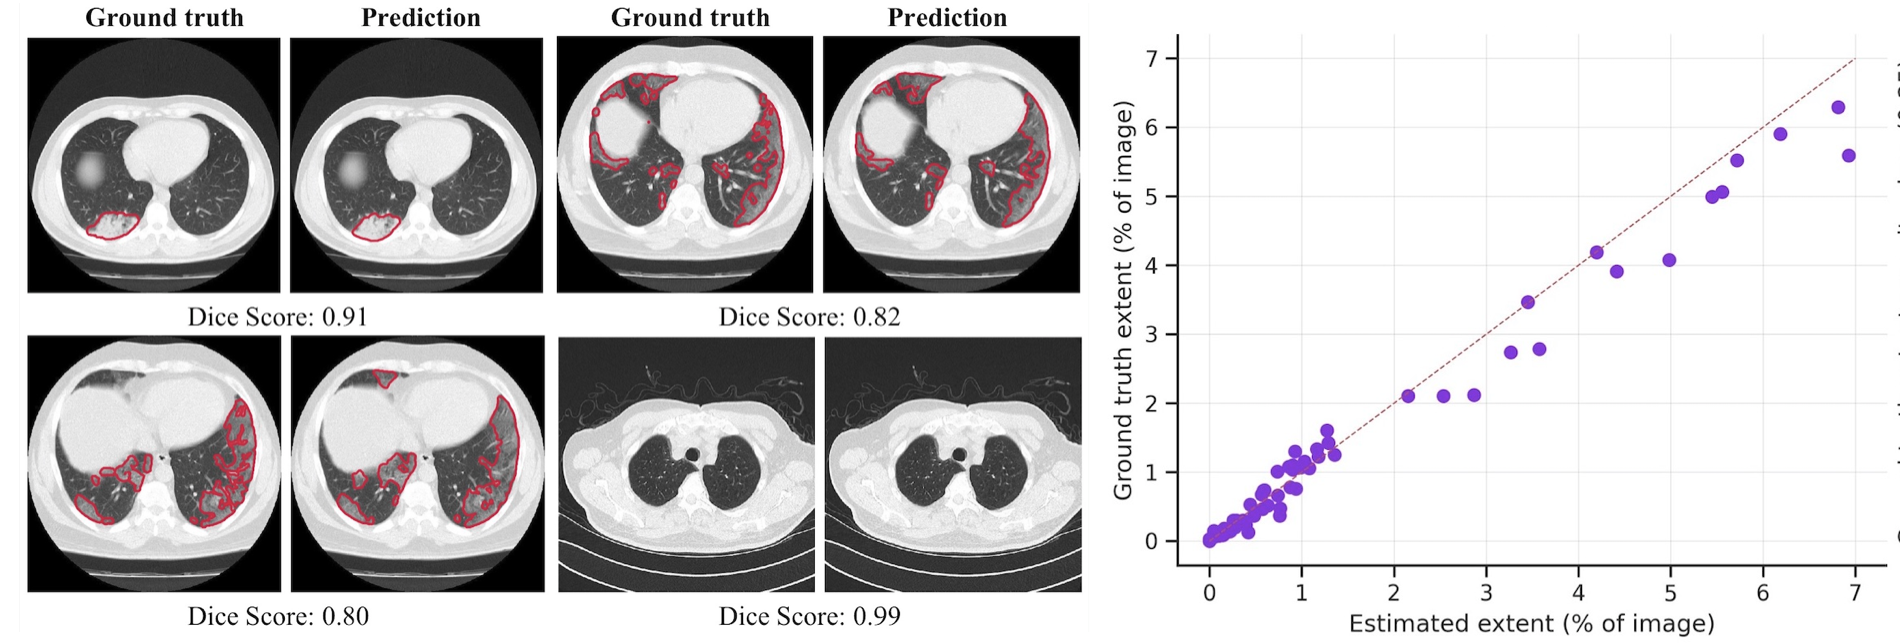 Ground truth
Prediction
Ground truth
Prediction
Dice Score: 0.91
Dice Score: 0.82
Dice Score: 0.80
Dice Score: 0.99
Ground truth extent (% of image)
7
6
5
4
3
2
1
0
0 1 2 3 4 5 6 7
Estimated extent (% of image)